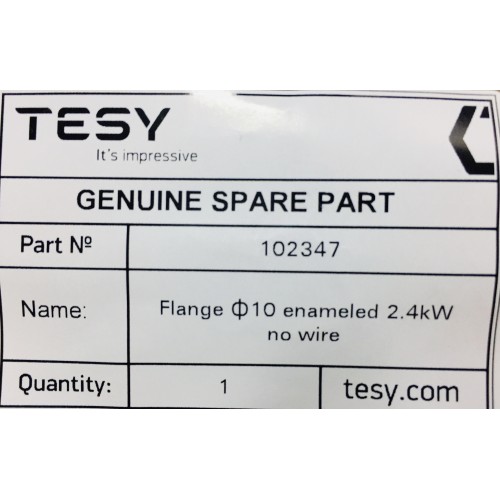 TESY
It's impressive
GENUINE SPARE PART
Part Nº 102347
Name: Flange Ф10 enameled 2.4kW
no wire
Quantity: 1 tesy.com